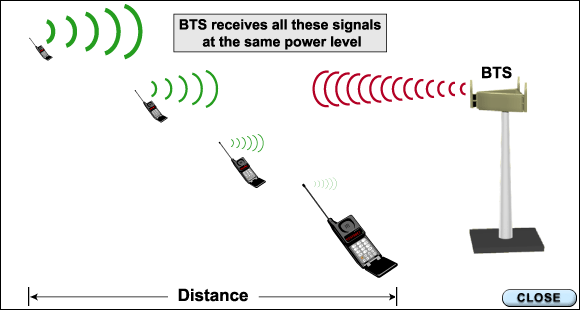 BTS receives all these signals
at the same power level
BTS
Distance
CLOSE